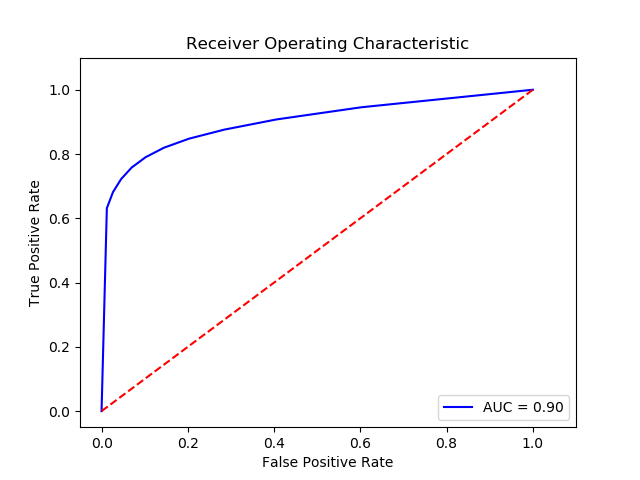 Receiver Operating Characteristic
1.0
0.8
0.6
0.4
0.2
0.0
True Positive Rate
AUC = 0.90
0.0 0.2 0.4 0.6 0.8 1.0
False Positive Rate